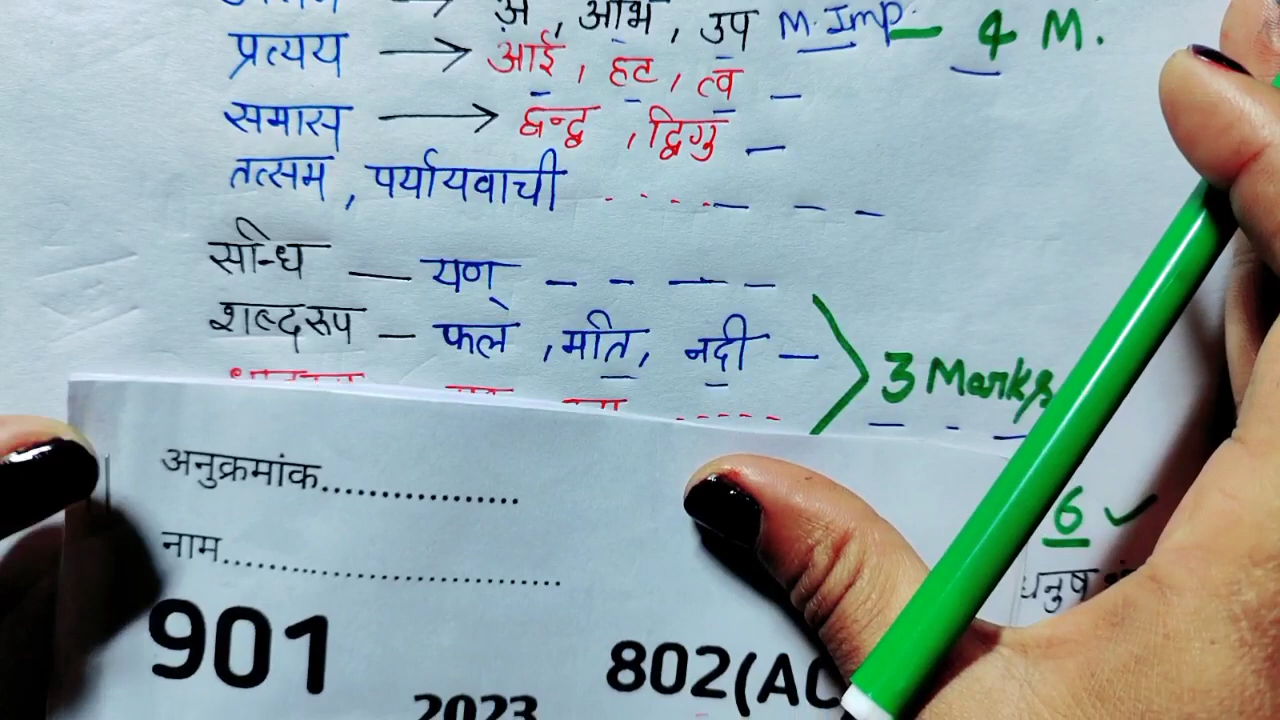 अ, अभि, उप M. Imp. - 4 M.
प्रत्यय → आई, हट, त्व -
समास → द्वन्द्व, द्विगु -
तत्सम, पर्यायवाची ..... - - -
सन्धि - यण् - - - -
शब्दरूप - फल, मति, नदी -
3 Marks - - -
6 ✓
धनुष
अनुक्रमांक..................
नाम...............................
901
2023
802(AC